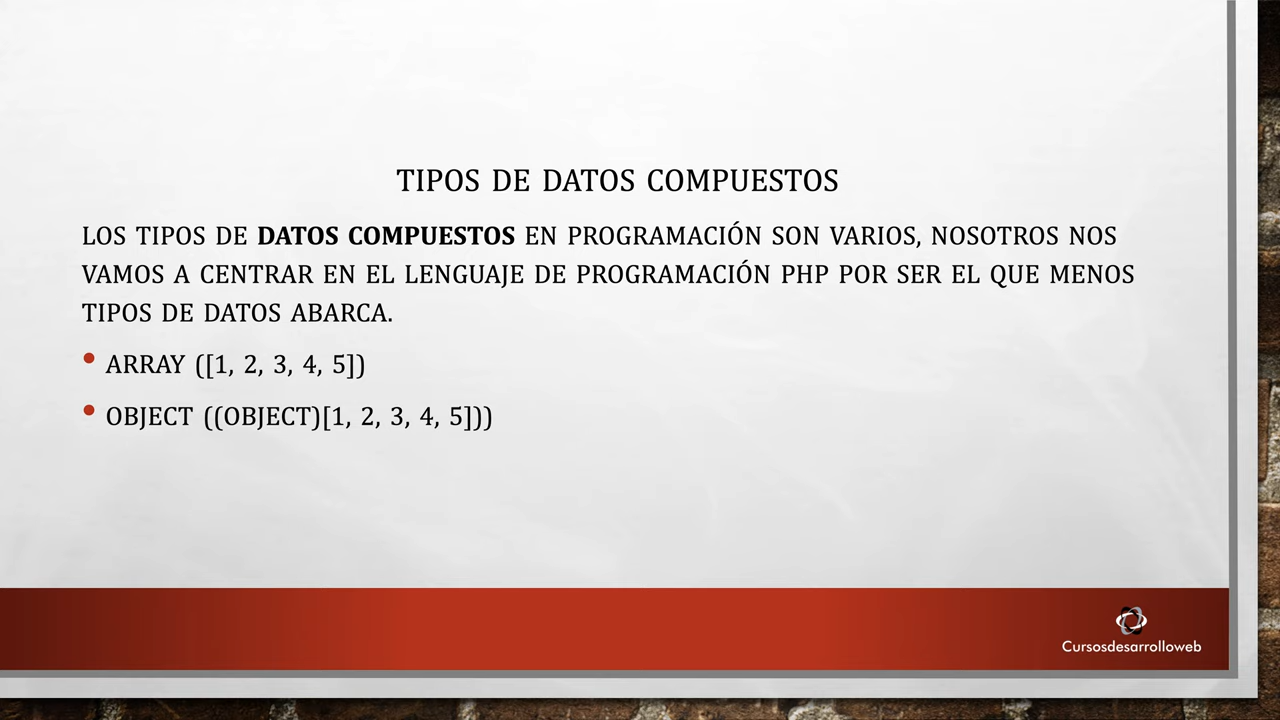 TIPOS DE DATOS COMPUESTOS
LOS TIPOS DE DATOS COMPUESTOS EN PROGRAMACIÓN SON VARIOS, NOSOTROS NOS
VAMOS A CENTRAR EN EL LENGUAJE DE PROGRAMACIÓN PHP POR SER EL QUE MENOS
TIPOS DE DATOS ABARCA.
• ARRAY ([1, 2, 3, 4, 5])
• OBJECT ((OBJECT)[1, 2, 3, 4, 5]))
Cursosdesarrolloweb